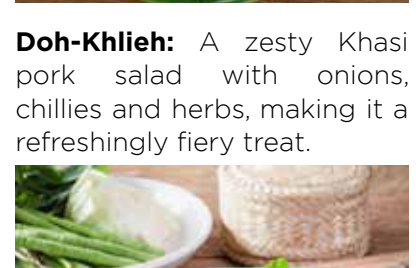 Doh-Khlieh: A zesty Khasi
pork salad with onions,
chillies and herbs, making it a
refreshingly fiery treat.